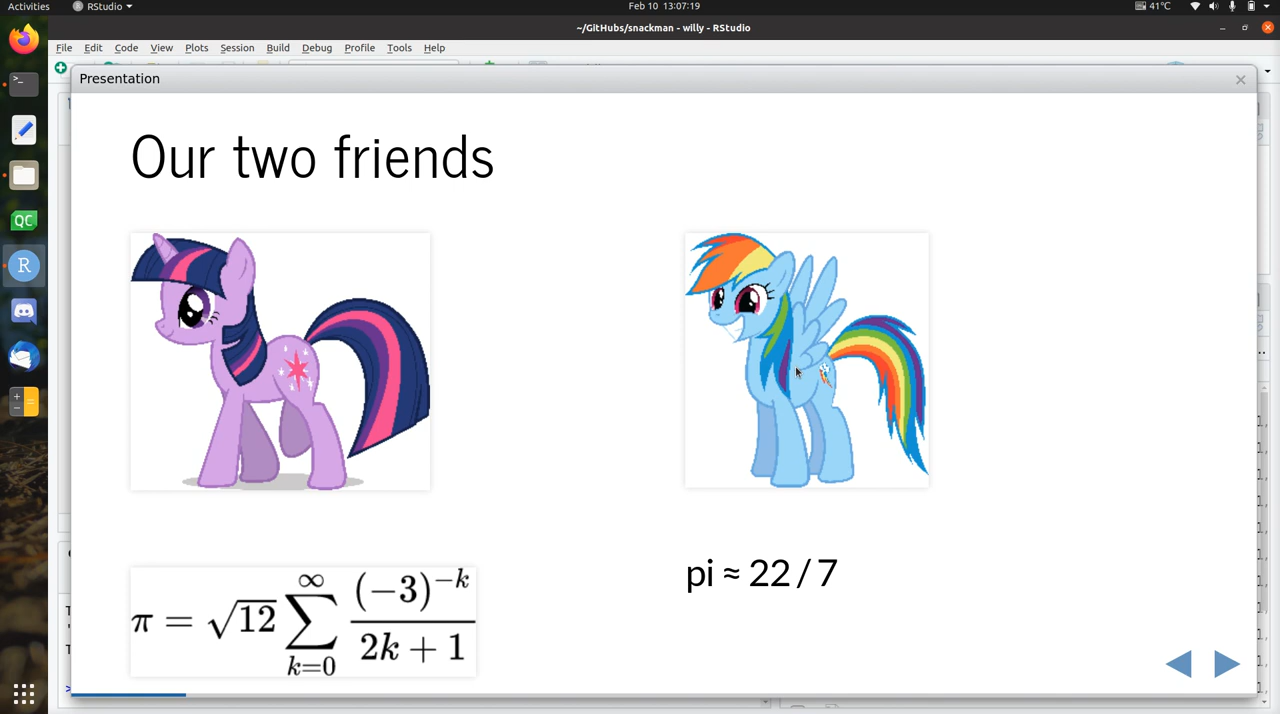 Activities
RStudio
Feb 10 13:07:19
41°C
~/GitHubs/snackman - willy - RStudio
File Edit Code View Plots Session Build Debug Profile Tools Help
Presentation
Our two friends
QC
R
π = √12 ∑_{k=0}^{∞} (−3)^{−k} / (2k + 1)
pi ≈ 22 / 7